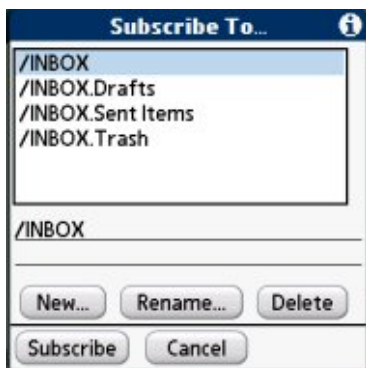 Subscribe To...
/INBOX
/INBOX.Drafts
/INBOX.Sent Items
/INBOX.Trash
/INBOX
New... Rename... Delete
Subscribe Cancel